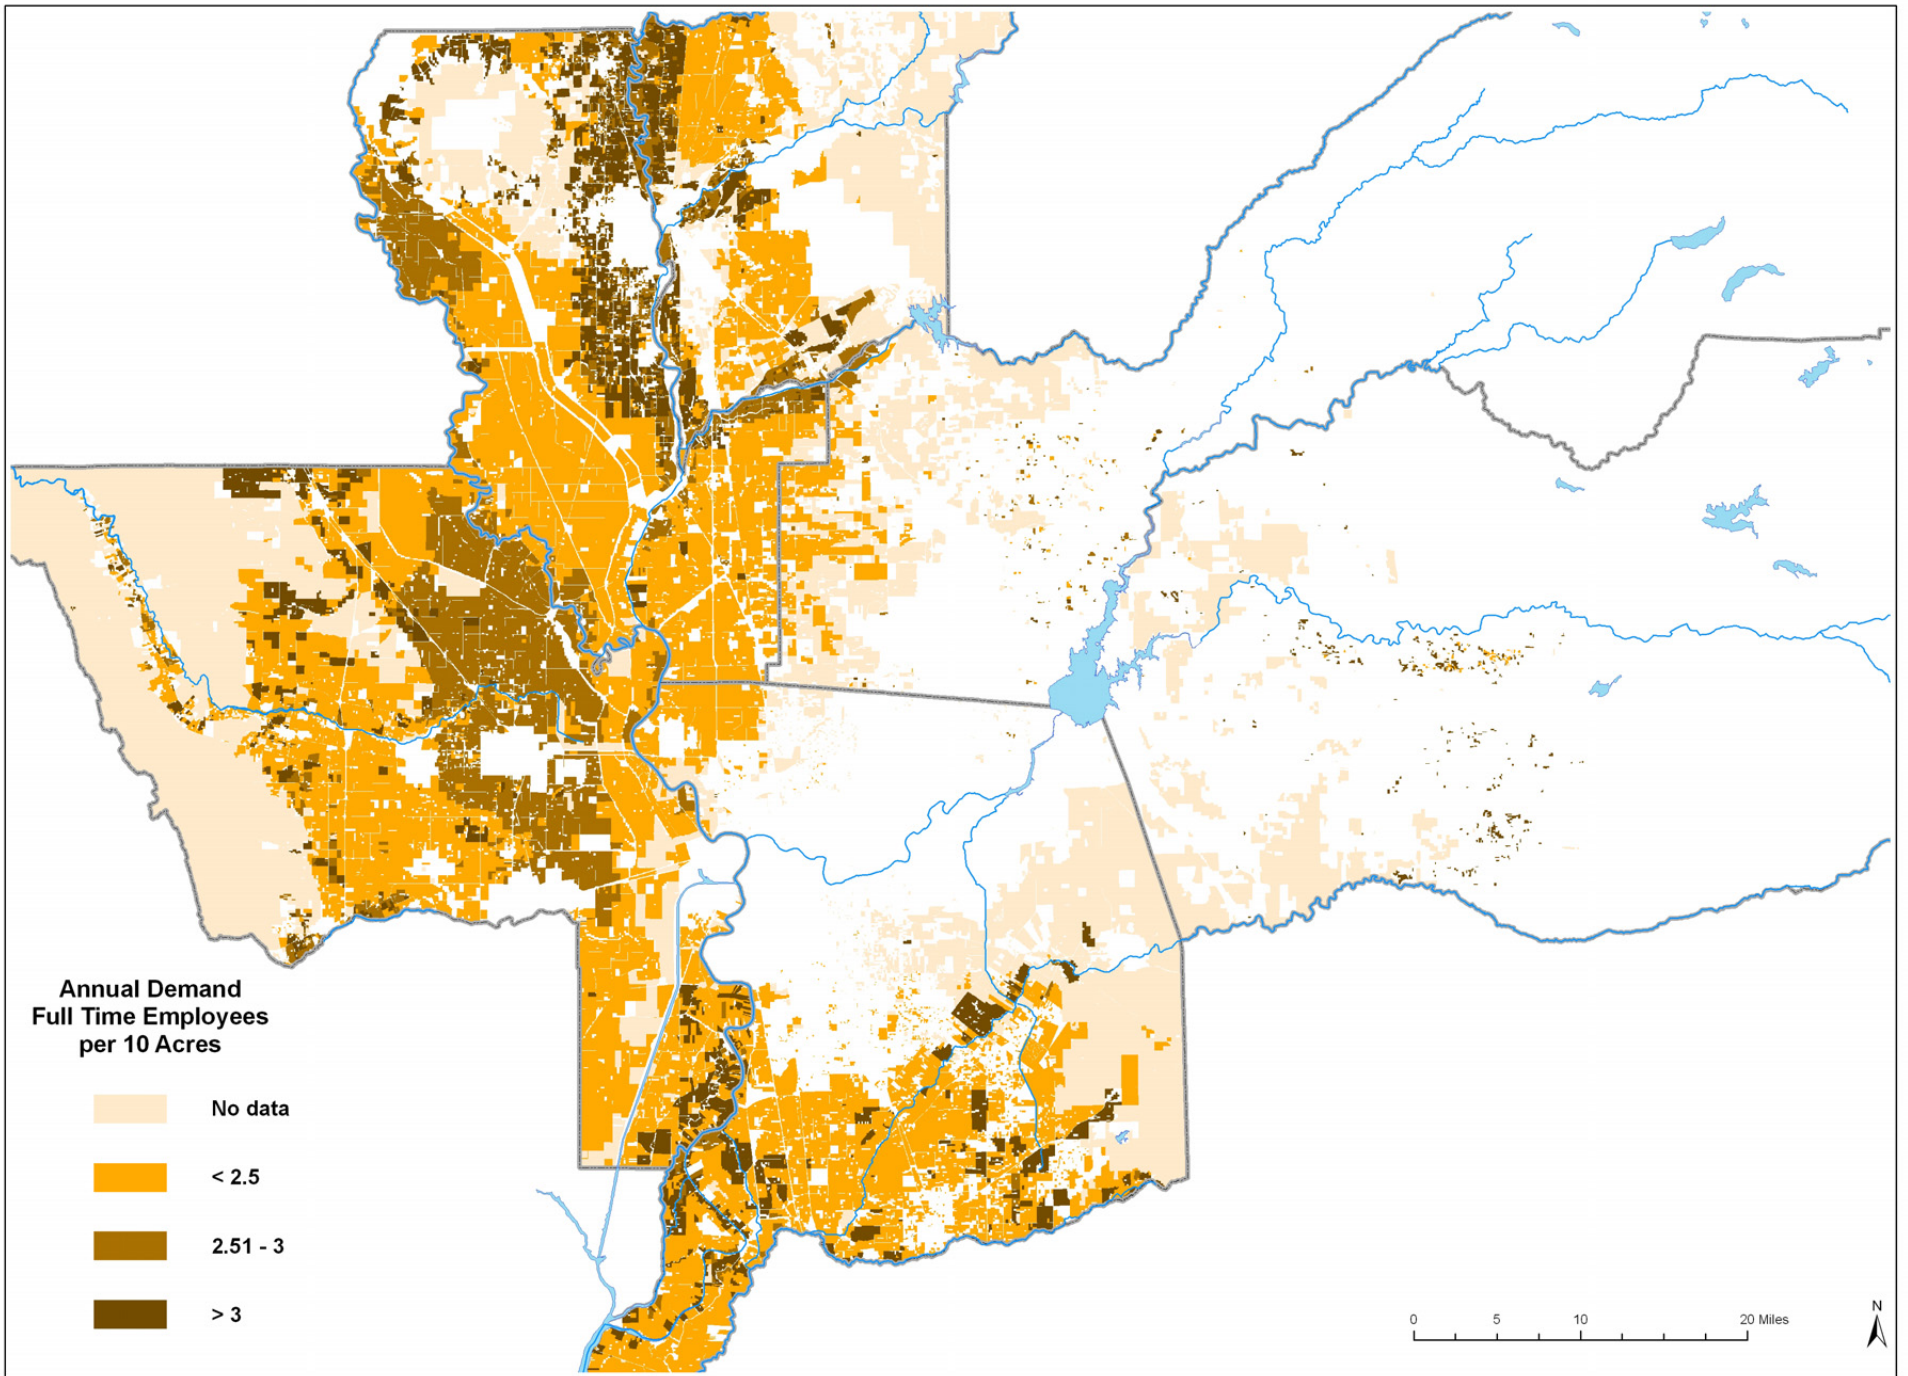 Annual Demand
Full Time Employees
per 10 Acres
No data
< 2.5
2.51 - 3
> 3
0 5 10 20 Miles
N